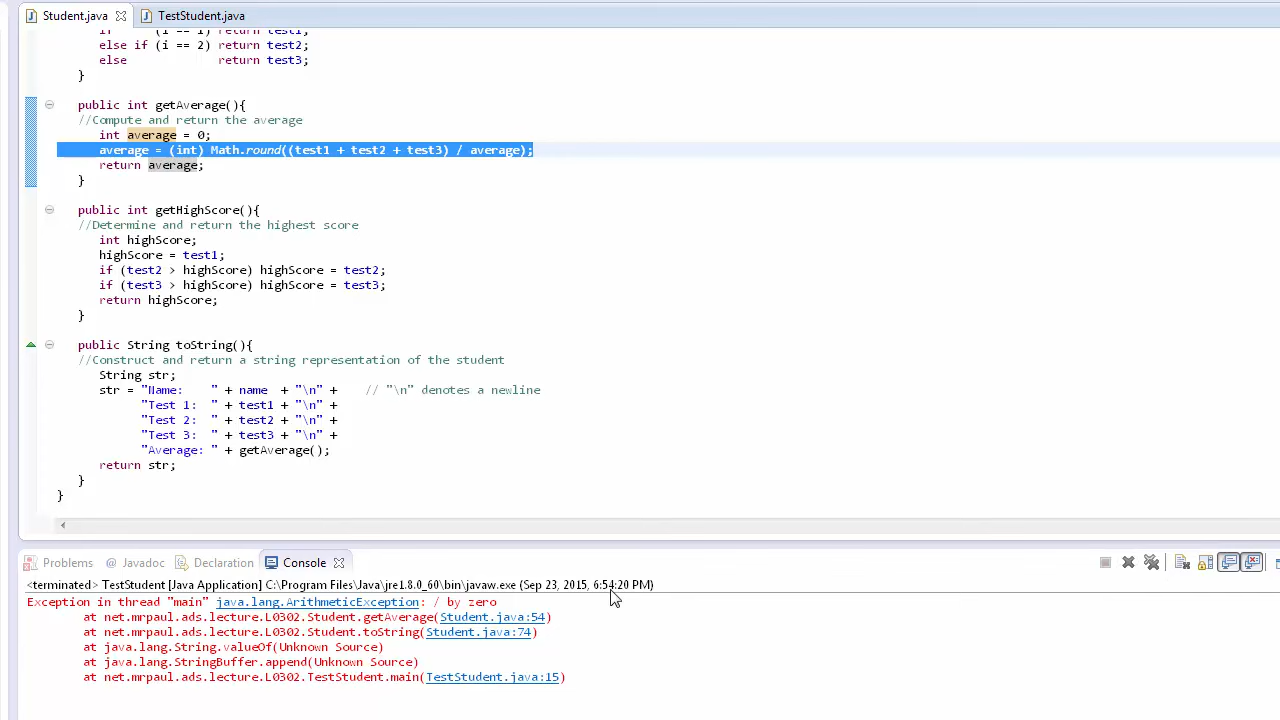 Student.java TestStudent.java
if (i == 1) return test1;
else if (i == 2) return test2;
else return test3;
}
public int getAverage(){
//Compute and return the average
int average = 0;
average = (int) Math.round((test1 + test2 + test3) / average);
return average;
}
public int getHighScore(){
//Determine and return the highest score
int highScore;
highScore = test1;
if (test2 > highScore) highScore = test2;
if (test3 > highScore) highScore = test3;
return highScore;
}
public String toString(){
//Construct and return a string representation of the student
String str;
str = "Name:    " + name  + "\n" +    // "\n" denotes a newline
"Test 1:  " + test1 + "\n" +
"Test 2:  " + test2 + "\n" +
"Test 3:  " + test3 + "\n" +
"Average: " + getAverage();
return str;
}
}
Problems @ Javadoc Declaration Console
<terminated> TestStudent [Java Application] C:\Program Files\Java\jre1.8.0_60\bin\javaw.exe (Sep 23, 2015, 6:54:20 PM)
Exception in thread "main" java.lang.ArithmeticException: / by zero
at net.mrpaul.ads.lecture.L0302.Student.getAverage(Student.java:54)
at net.mrpaul.ads.lecture.L0302.Student.toString(Student.java:74)
at java.lang.String.valueOf(Unknown Source)
at java.lang.StringBuffer.append(Unknown Source)
at net.mrpaul.ads.lecture.L0302.TestStudent.main(TestStudent.java:15)